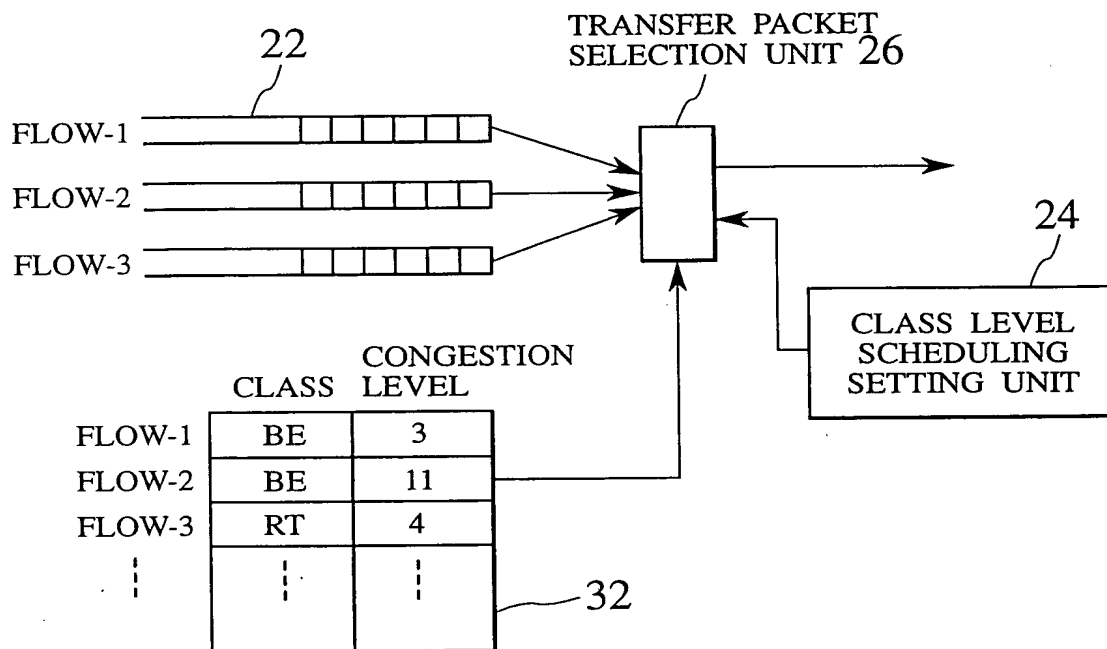 22
TRANSFER PACKET
SELECTION UNIT 26
FLOW-1
FLOW-2
FLOW-3
24
CLASS LEVEL
SCHEDULING
SETTING UNIT
CONGESTION
CLASS LEVEL
FLOW-1 BE 3
FLOW-2 BE 11
FLOW-3 RT 4
32